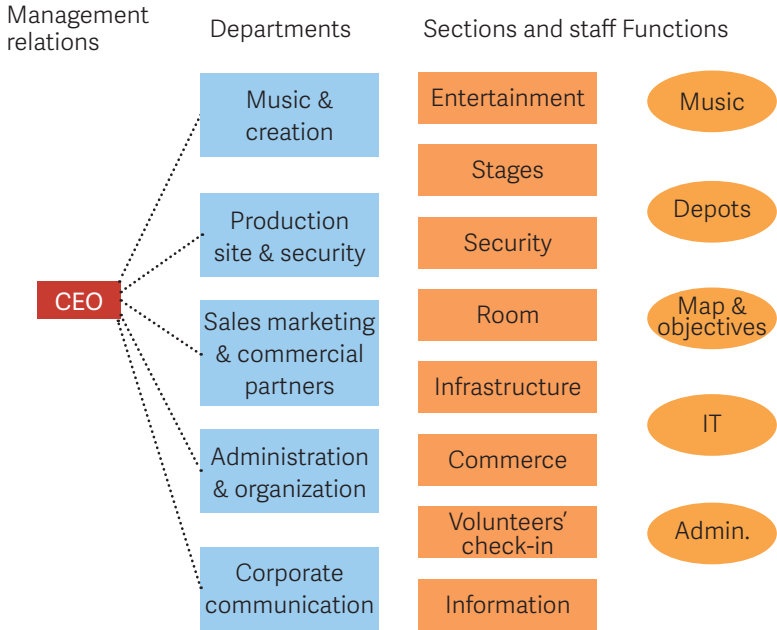 Management
relations
Departments
Sections and staff Functions
CEO
Music &
creation
Production
site & security
Sales marketing
& commercial
partners
Administration
& organization
Corporate
communication
Entertainment
Stages
Security
Room
Infrastructure
Commerce
Volunteers’
check-in
Information
Music
Depots
Map &
objectives
IT
Admin.